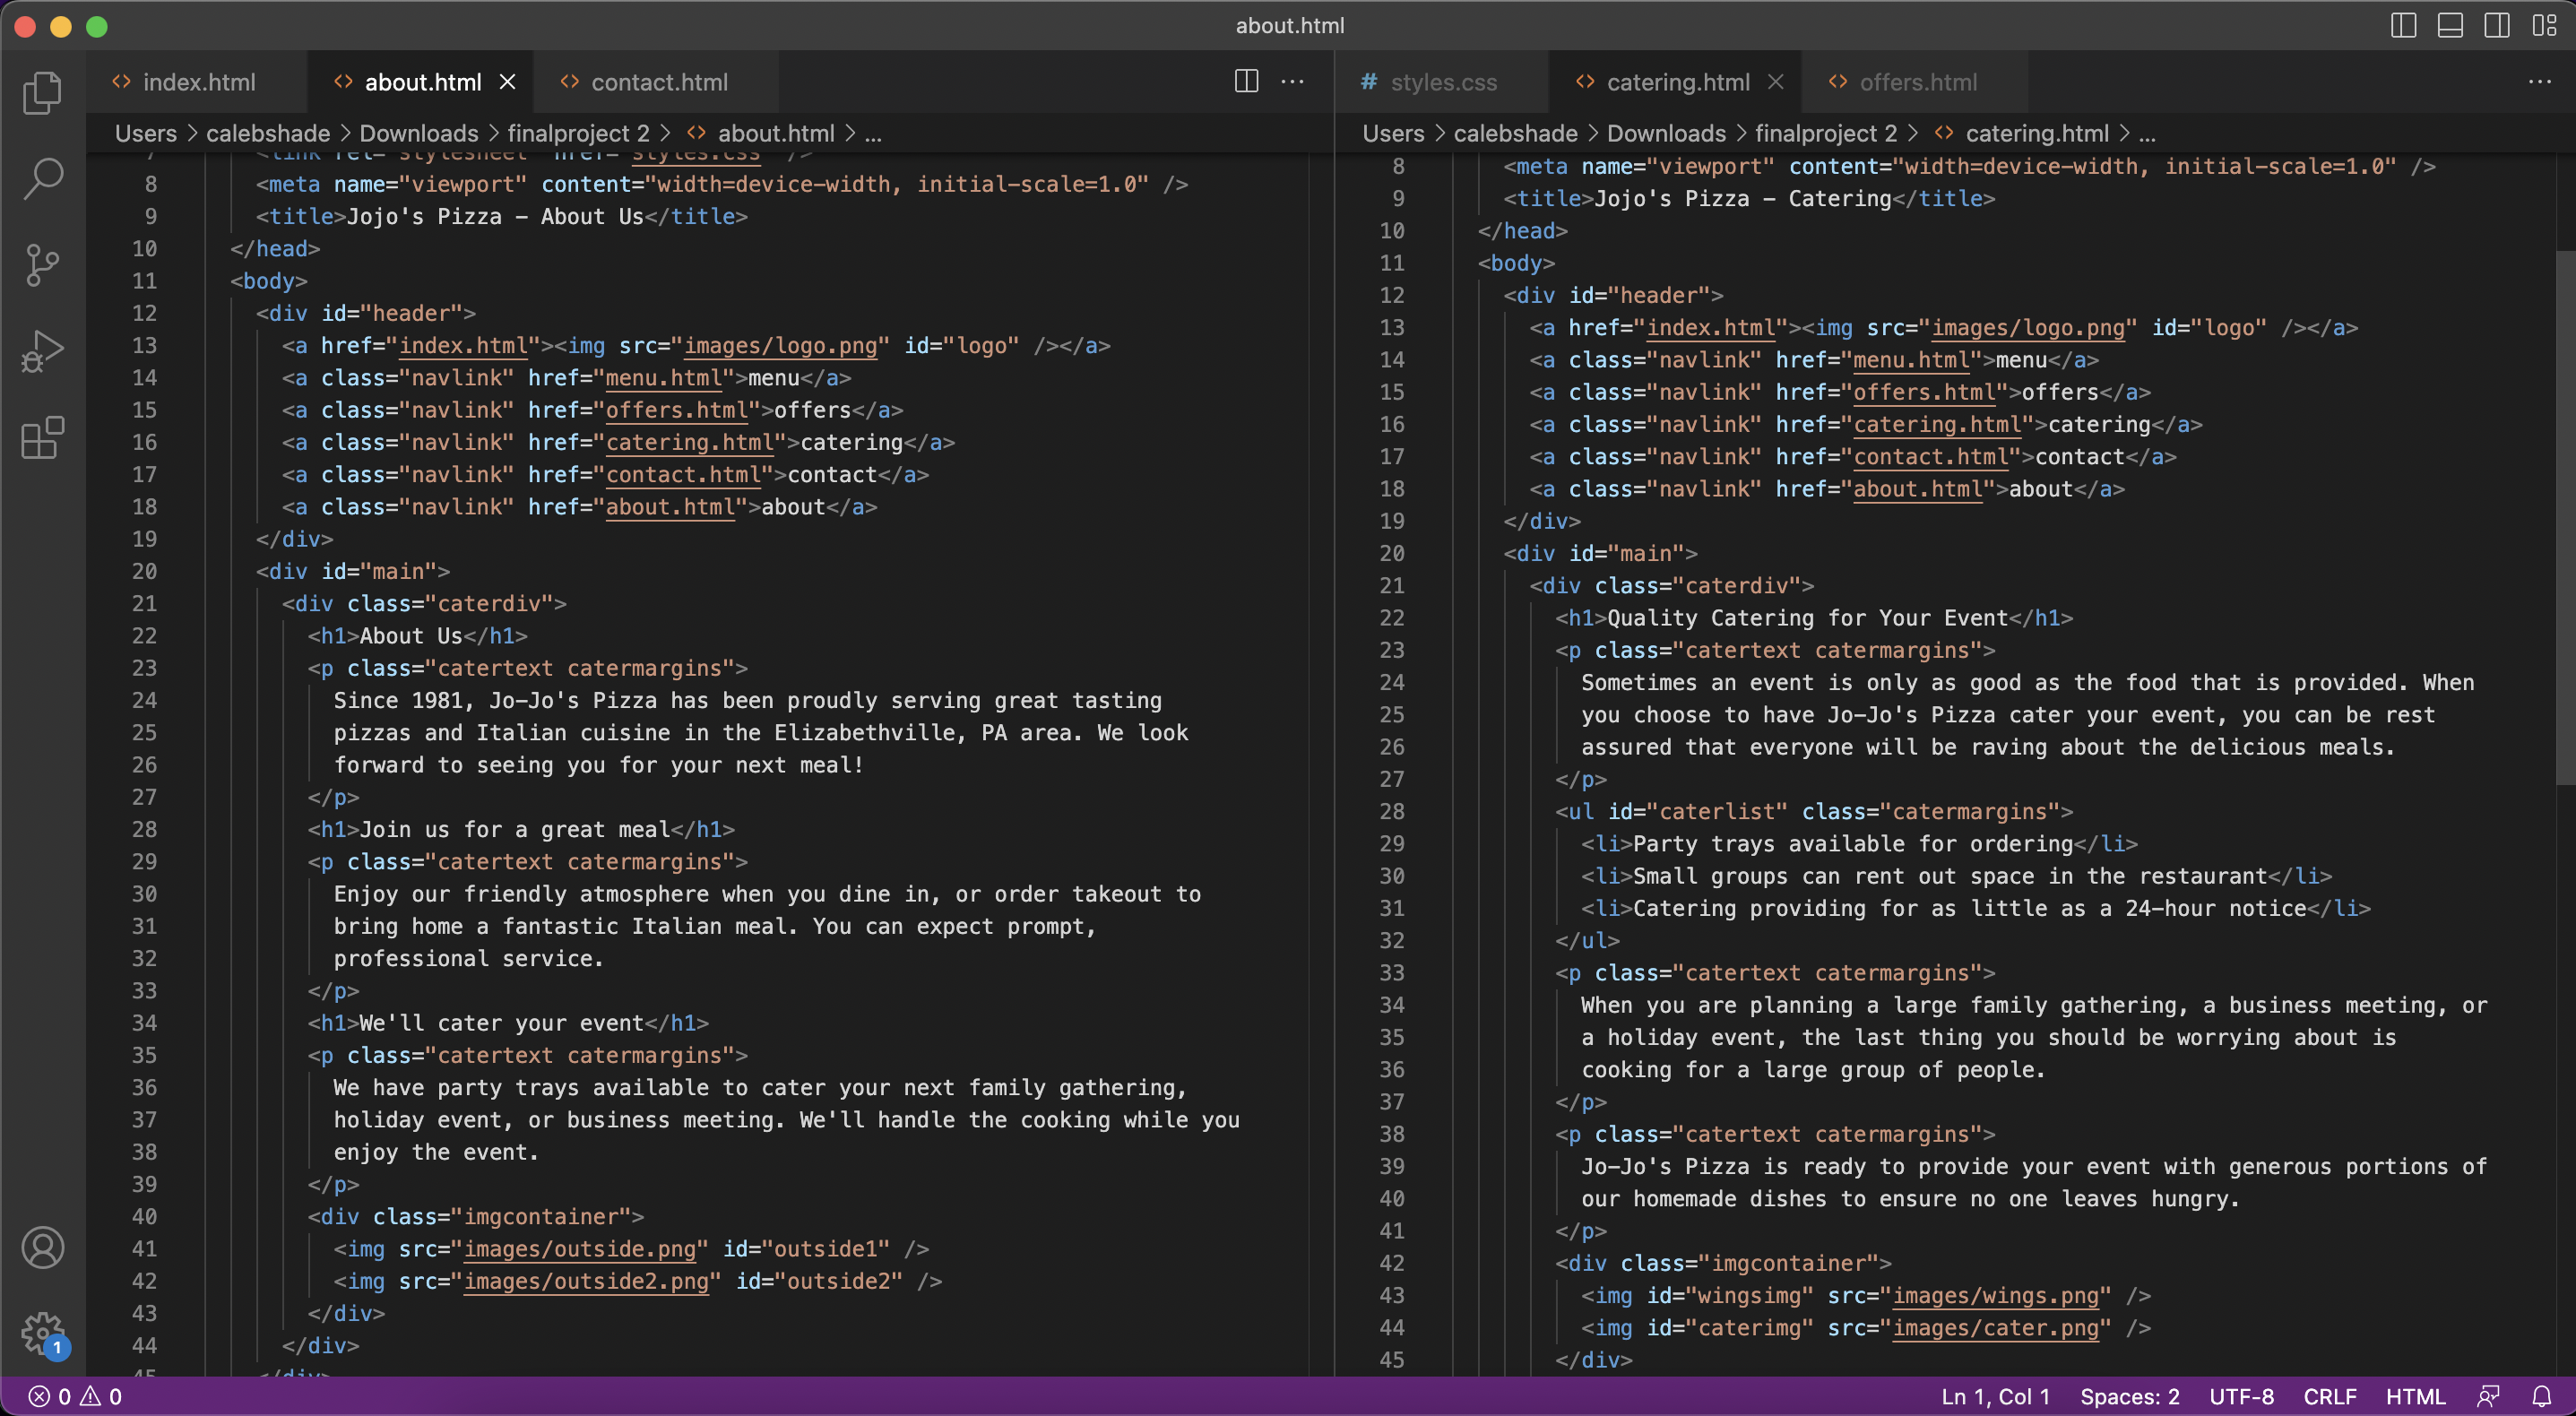 about.html
index.html
about.html
contact.html
Users > calebshade > Downloads > finalproject 2 > about.html > ...
7 <link rel="stylesheet" href="styles.css" />
8 <meta name="viewport" content="width=device-width, initial-scale=1.0" />
9 <title>Jojo's Pizza - About Us</title>
10 </head>
11 <body>
12 <div id="header">
13 <a href="index.html"><img src="images/logo.png" id="logo" /></a>
14 <a class="navlink" href="menu.html">menu</a>
15 <a class="navlink" href="offers.html">offers</a>
16 <a class="navlink" href="catering.html">catering</a>
17 <a class="navlink" href="contact.html">contact</a>
18 <a class="navlink" href="about.html">about</a>
19 </div>
20 <div id="main">
21 <div class="caterdiv">
22 <h1>About Us</h1>
23 <p class="catertext catermargins">
24 Since 1981, Jo-Jo's Pizza has been proudly serving great tasting
25 pizzas and Italian cuisine in the Elizabethville, PA area. We look
26 forward to seeing you for your next meal!
27 </p>
28 <h1>Join us for a great meal</h1>
29 <p class="catertext catermargins">
30 Enjoy our friendly atmosphere when you dine in, or order takeout to
31 bring home a fantastic Italian meal. You can expect prompt,
32 professional service.
33 </p>
34 <h1>We'll cater your event</h1>
35 <p class="catertext catermargins">
36 We have party trays available to cater your next family gathering,
37 holiday event, or business meeting. We'll handle the cooking while you
38 enjoy the event.
39 </p>
40 <div class="imgcontainer">
41 <img src="images/outside.png" id="outside1" />
42 <img src="images/outside2.png" id="outside2" />
43 </div>
44 </div>
45 </div>
styles.css
catering.html
offers.html
Users > calebshade > Downloads > finalproject 2 > catering.html > ...
8 <meta name="viewport" content="width=device-width, initial-scale=1.0" />
9 <title>Jojo's Pizza - Catering</title>
10 </head>
11 <body>
12 <div id="header">
13 <a href="index.html"><img src="images/logo.png" id="logo" /></a>
14 <a class="navlink" href="menu.html">menu</a>
15 <a class="navlink" href="offers.html">offers</a>
16 <a class="navlink" href="catering.html">catering</a>
17 <a class="navlink" href="contact.html">contact</a>
18 <a class="navlink" href="about.html">about</a>
19 </div>
20 <div id="main">
21 <div class="caterdiv">
22 <h1>Quality Catering for Your Event</h1>
23 <p class="catertext catermargins">
24 Sometimes an event is only as good as the food that is provided. When
25 you choose to have Jo-Jo's Pizza cater your event, you can be rest
26 assured that everyone will be raving about the delicious meals.
27 </p>
28 <ul id="caterlist" class="catermargins">
29 <li>Party trays available for ordering</li>
30 <li>Small groups can rent out space in the restaurant</li>
31 <li>Catering providing for as little as a 24-hour notice</li>
32 </ul>
33 <p class="catertext catermargins">
34 When you are planning a large family gathering, a business meeting, or
35 a holiday event, the last thing you should be worrying about is
36 cooking for a large group of people.
37 </p>
38 <p class="catertext catermargins">
39 Jo-Jo's Pizza is ready to provide your event with generous portions of
40 our homemade dishes to ensure no one leaves hungry.
41 </p>
42 <div class="imgcontainer">
43 <img id="wingsimg" src="images/wings.png" />
44 <img id="caterimg" src="images/cater.png" />
45 </div>
1
0 0
Ln 1, Col 1 Spaces: 2 UTF-8 CRLF HTML